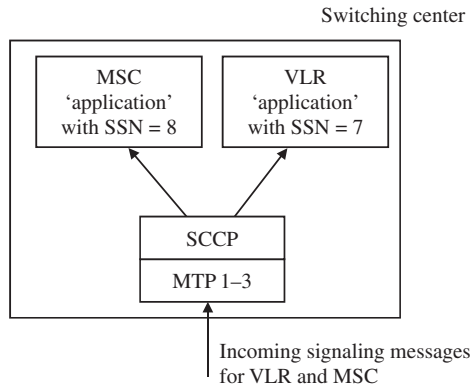 Switching center
MSC
‘application’
with SSN = 8
VLR
‘application’
with SSN = 7
SCCP
MTP 1–3
Incoming signaling messages
for VLR and MSC